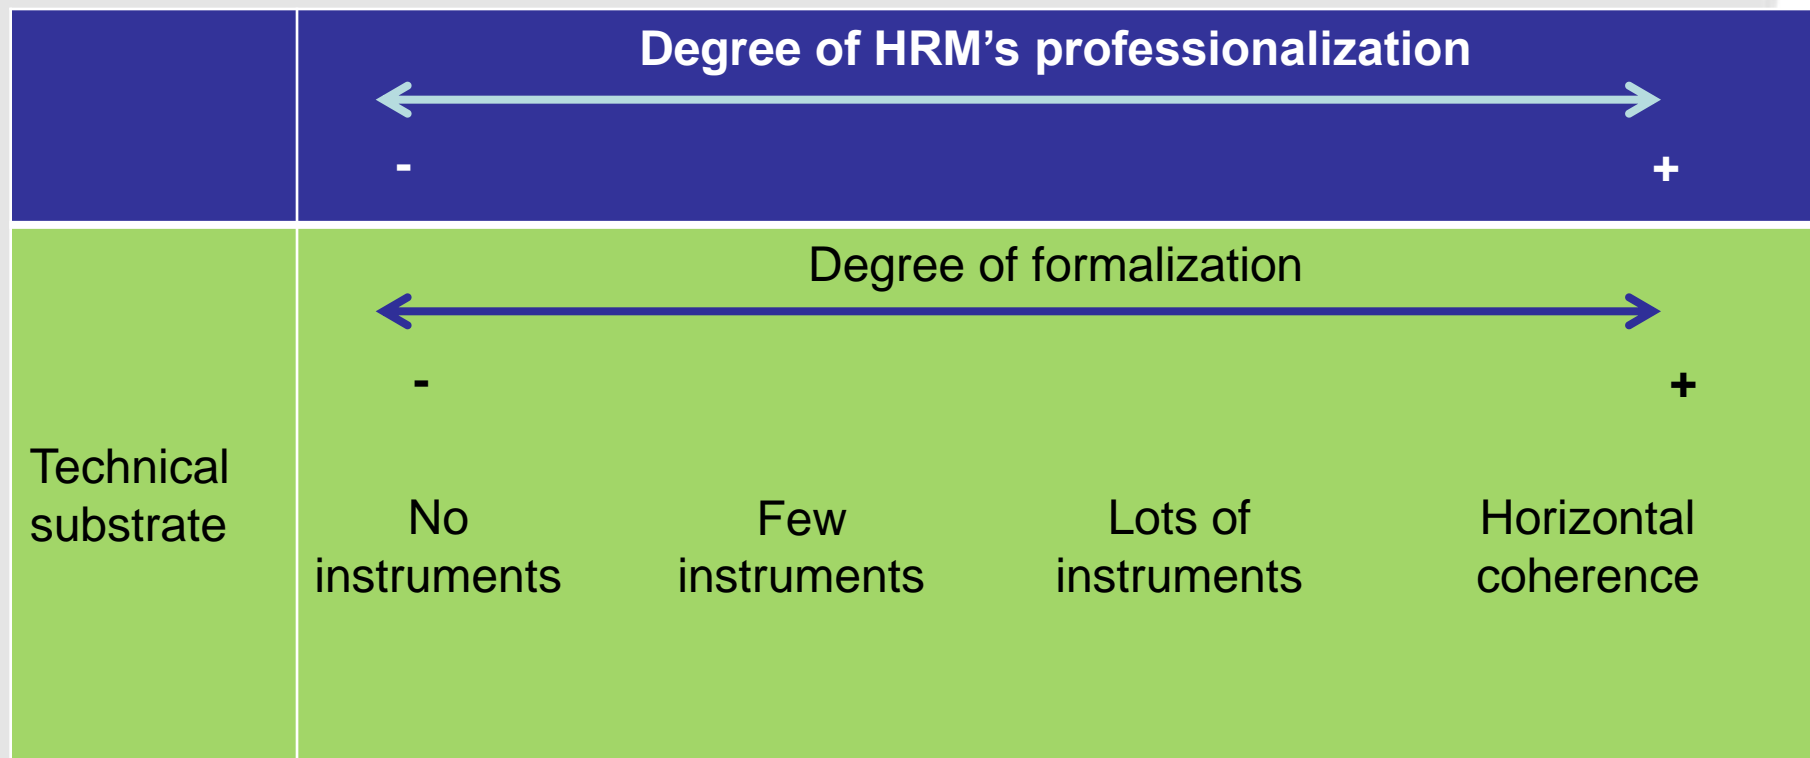 Degree of HRM's professionalization
- +
Degree of formalization
- +
Technical
substrate
No
instruments
Few
instruments
Lots of
instruments
Horizontal
coherence